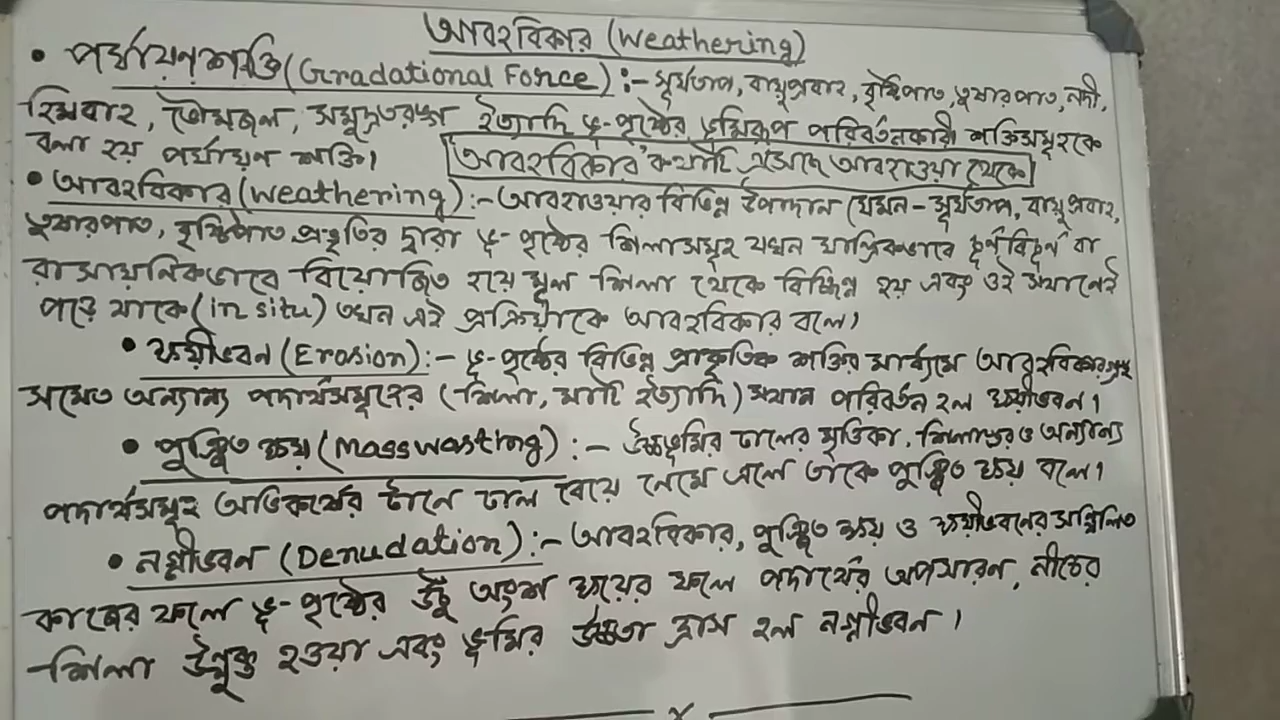 আবহবিকার (Weathering)
• পর্যায়ণ শক্তি (Gradational Force) :- সূর্যতাপ, বায়ুপ্রবাহ, বৃষ্টিপাত, তুষারপাত, নদী,
হিমবাহ, ভৌমজল, সমুদ্রতরঙ্গ ইত্যাদি ভূ-পৃষ্ঠের ভূমিরূপ পরিবর্তনকারী শক্তিসমূহকে
বলা হয় পর্যায়ণ শক্তি। 'আবহবিকার' কথাটি এসেছে আবহাওয়া থেকে
• আবহবিকার (Weathering) :- আবহাওয়ার বিভিন্ন উপাদান যেমন - সূর্যতাপ, বায়ুপ্রবাহ,
তুষারপাত, বৃষ্টিপাত প্রভৃতির দ্বারা ভূ-পৃষ্ঠের শিলাসমূহ যখন যান্ত্রিকভাবে চূর্ণবিচূর্ণ বা
রাসায়নিকভাবে বিয়োজিত হয়ে মূল শিলা থেকে বিচ্ছিন্ন হয় এবং ওই স্থানেই
পড়ে থাকে (in situ) তখন এই প্রক্রিয়াকে আবহবিকার বলে।
• ক্ষয়ীভবন (Erosion) :- ভূ-পৃষ্ঠের বিভিন্ন প্রাকৃতিক শক্তির মাধ্যমে আবহবিকারগ্রস্থ
সমেত অন্যান্য পদার্থসমূহের (শিলা, মাটি ইত্যাদি) স্থান পরিবর্তন হল ক্ষয়ীভবন।
• পুঞ্জিত ক্ষয় (Mass wasting) :- উচ্চভূমির ঢালের মৃত্তিকা, শিলাস্তর ও অন্যান্য
পদার্থসমূহ অভিকর্ষের টানে ঢাল বেয়ে নেমে এলে তাকে পুঞ্জিত ক্ষয় বলে।
• নগ্নীভবন (Denudation) :- আবহবিকার, পুঞ্জিত ক্ষয় ও ক্ষয়ীভবনের সম্মিলিত
কাজের ফলে ভূ-পৃষ্ঠের উঁচু অংশ ক্ষয়ের ফলে পদার্থের অপসারণ, নীচের
শিলা উন্মুক্ত হওয়া এবং ভূমির উচ্চতা হ্রাস হল নগ্নীভবন।